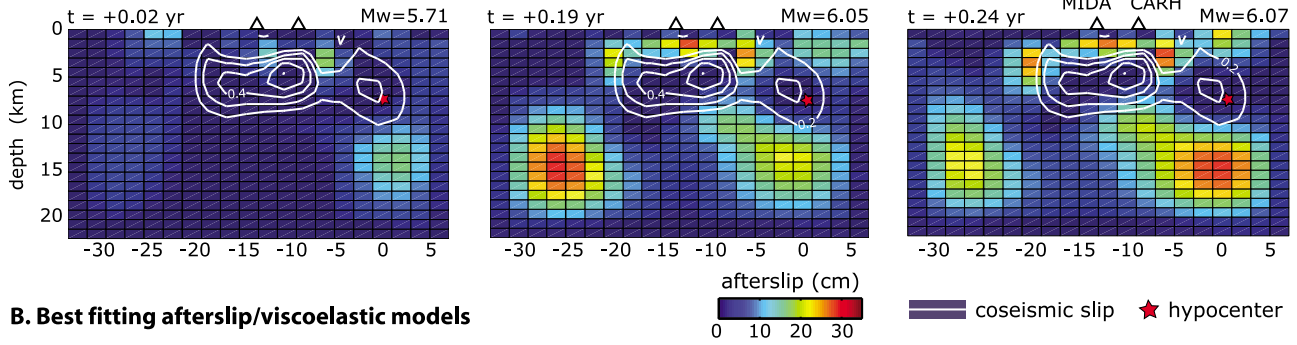 MIDA CARH
t = +0.02 yr Mw=5.71 t = +0.19 yr Mw=6.05 t = +0.24 yr Mw=6.07
0
5
10
15
20
depth (km)
0.4
0.4 0.2
0.2
-30 -25 -20 -15 -10 -5 0 5
-30 -25 -20 -15 -10 -5 0 5
-30 -25 -20 -15 -10 -5 0 5
afterslip (cm)
0 10 20 30
coseismic slip hypocenter
B. Best fitting afterslip/viscoelastic models